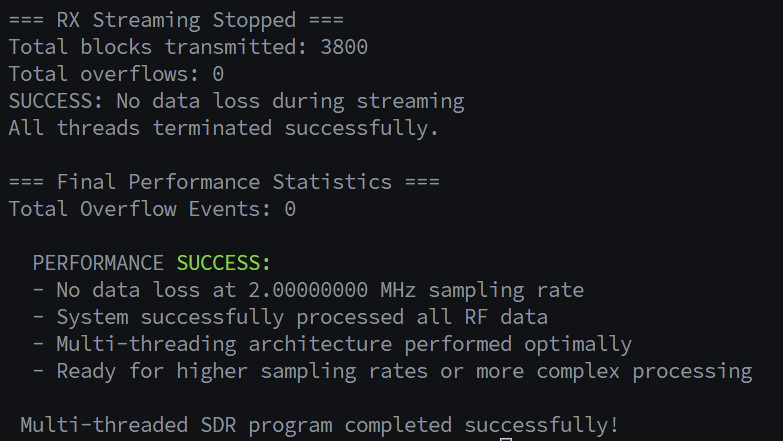 === RX Streaming Stopped ===
Total blocks transmitted: 3800
Total overflows: 0
SUCCESS: No data loss during streaming
All threads terminated successfully.
=== Final Performance Statistics ===
Total Overflow Events: 0
PERFORMANCE SUCCESS:
- No data loss at 2.00000000 MHz sampling rate
- System successfully processed all RF data
- Multi-threading architecture performed optimally
- Ready for higher sampling rates or more complex processing
Multi-threaded SDR program completed successfully!